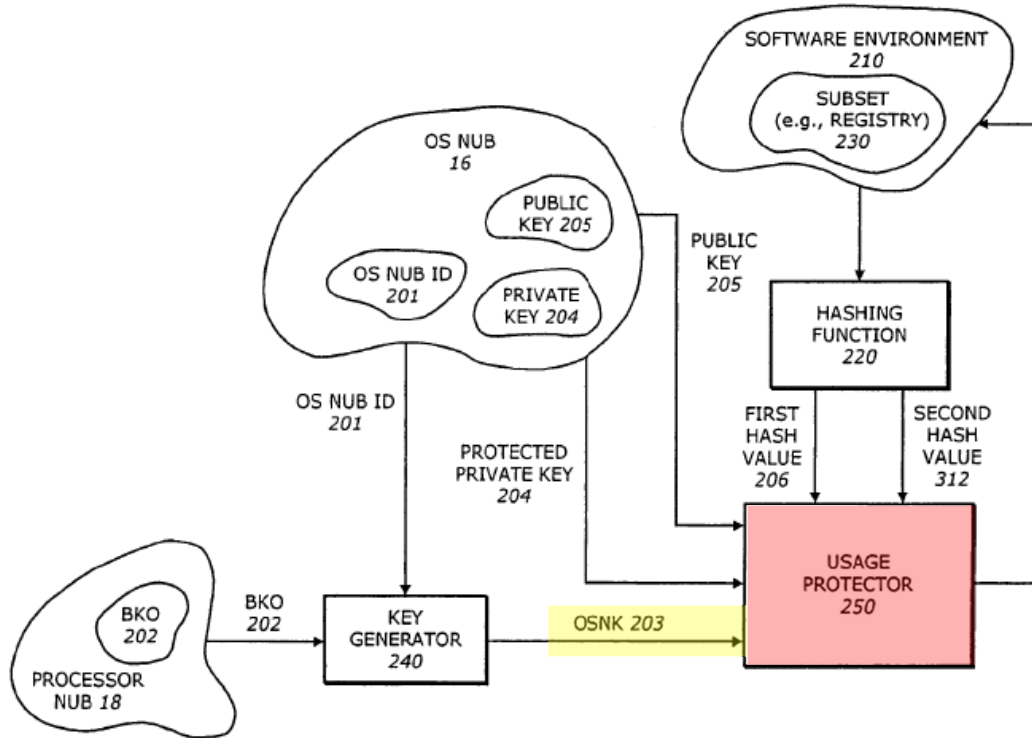 SOFTWARE ENVIRONMENT
210
SUBSET
(e.g., REGISTRY)
230
OS NUB
16
PUBLIC
KEY 205
OS NUB ID
201
PRIVATE
KEY 204
PUBLIC
KEY
205
HASHING
FUNCTION
220
OS NUB ID
201
PROTECTED
PRIVATE KEY
204
FIRST
HASH
VALUE
206
SECOND
HASH
VALUE
312
USAGE
PROTECTOR
250
BKO
202
PROCESSOR
NUB 18
BKO
202
KEY
GENERATOR
240
OSNK 203